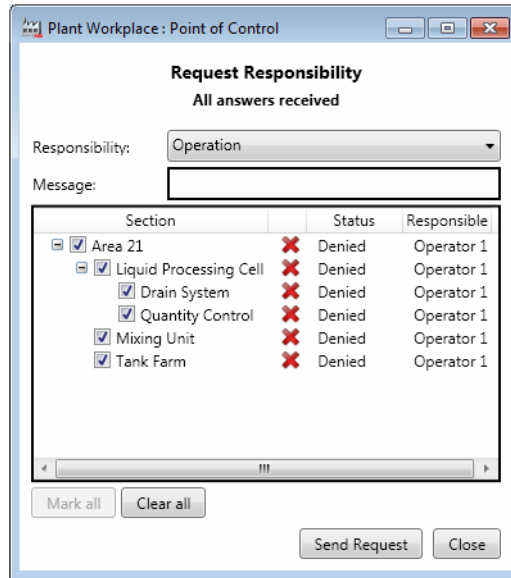 Plant Workplace : Point of Control
Request Responsibility
All answers received
Responsibility: Operation
Message:
Section Status Responsible
Area 21 Denied Operator 1
Liquid Processing Cell Denied Operator 1
Drain System Denied Operator 1
Quantity Control Denied Operator 1
Mixing Unit Denied Operator 1
Tank Farm Denied Operator 1
Mark all Clear all
Send Request Close